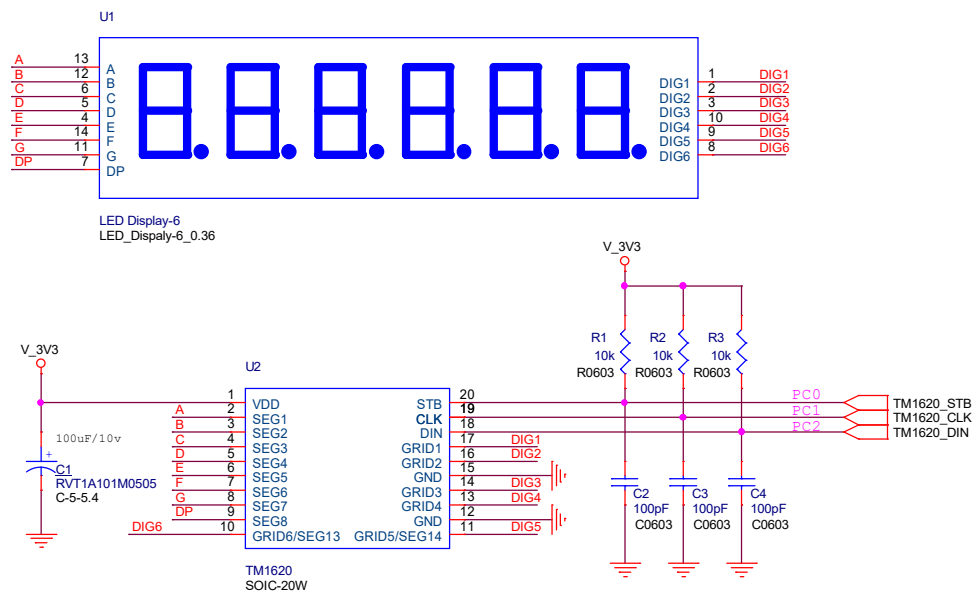 U1
A 13 A
B 12 B
C 6 C
D 5 D
E 4 E
F 14 F
G 11 G
DP 7 DP
DIG1 1 DIG1
DIG2 2 DIG2
DIG3 3 DIG3
DIG4 10 DIG4
DIG5 9 DIG5
DIG6 8 DIG6
LED Display-6
LED_Dispaly-6_0.36
V_3V3
R1
10k
R0603
R2
10k
R0603
R3
10k
R0603
V_3V3
100uF/10v
+
C1
RVT1A101M0505
C-5-5.4
U2
1 VDD
A 2 SEG1
B 3 SEG2
C 4 SEG3
D 5 SEG4
E 6 SEG5
F 7 SEG6
G 8 SEG7
DP 9 SEG8
DIG6 10 GRID6/SEG13
STB 20
CLK 19
DIN 18
GRID1 17 DIG1
GRID2 16 DIG2
GND 15
GRID3 14 DIG3
GRID4 13 DIG4
GND 12
GRID5/SEG14 11 DIG5
TM1620
SOIC-20W
PC0 TM1620_STB
PC1 TM1620_CLK
PC2 TM1620_DIN
C2
100pF
C0603
C3
100pF
C0603
C4
100pF
C0603